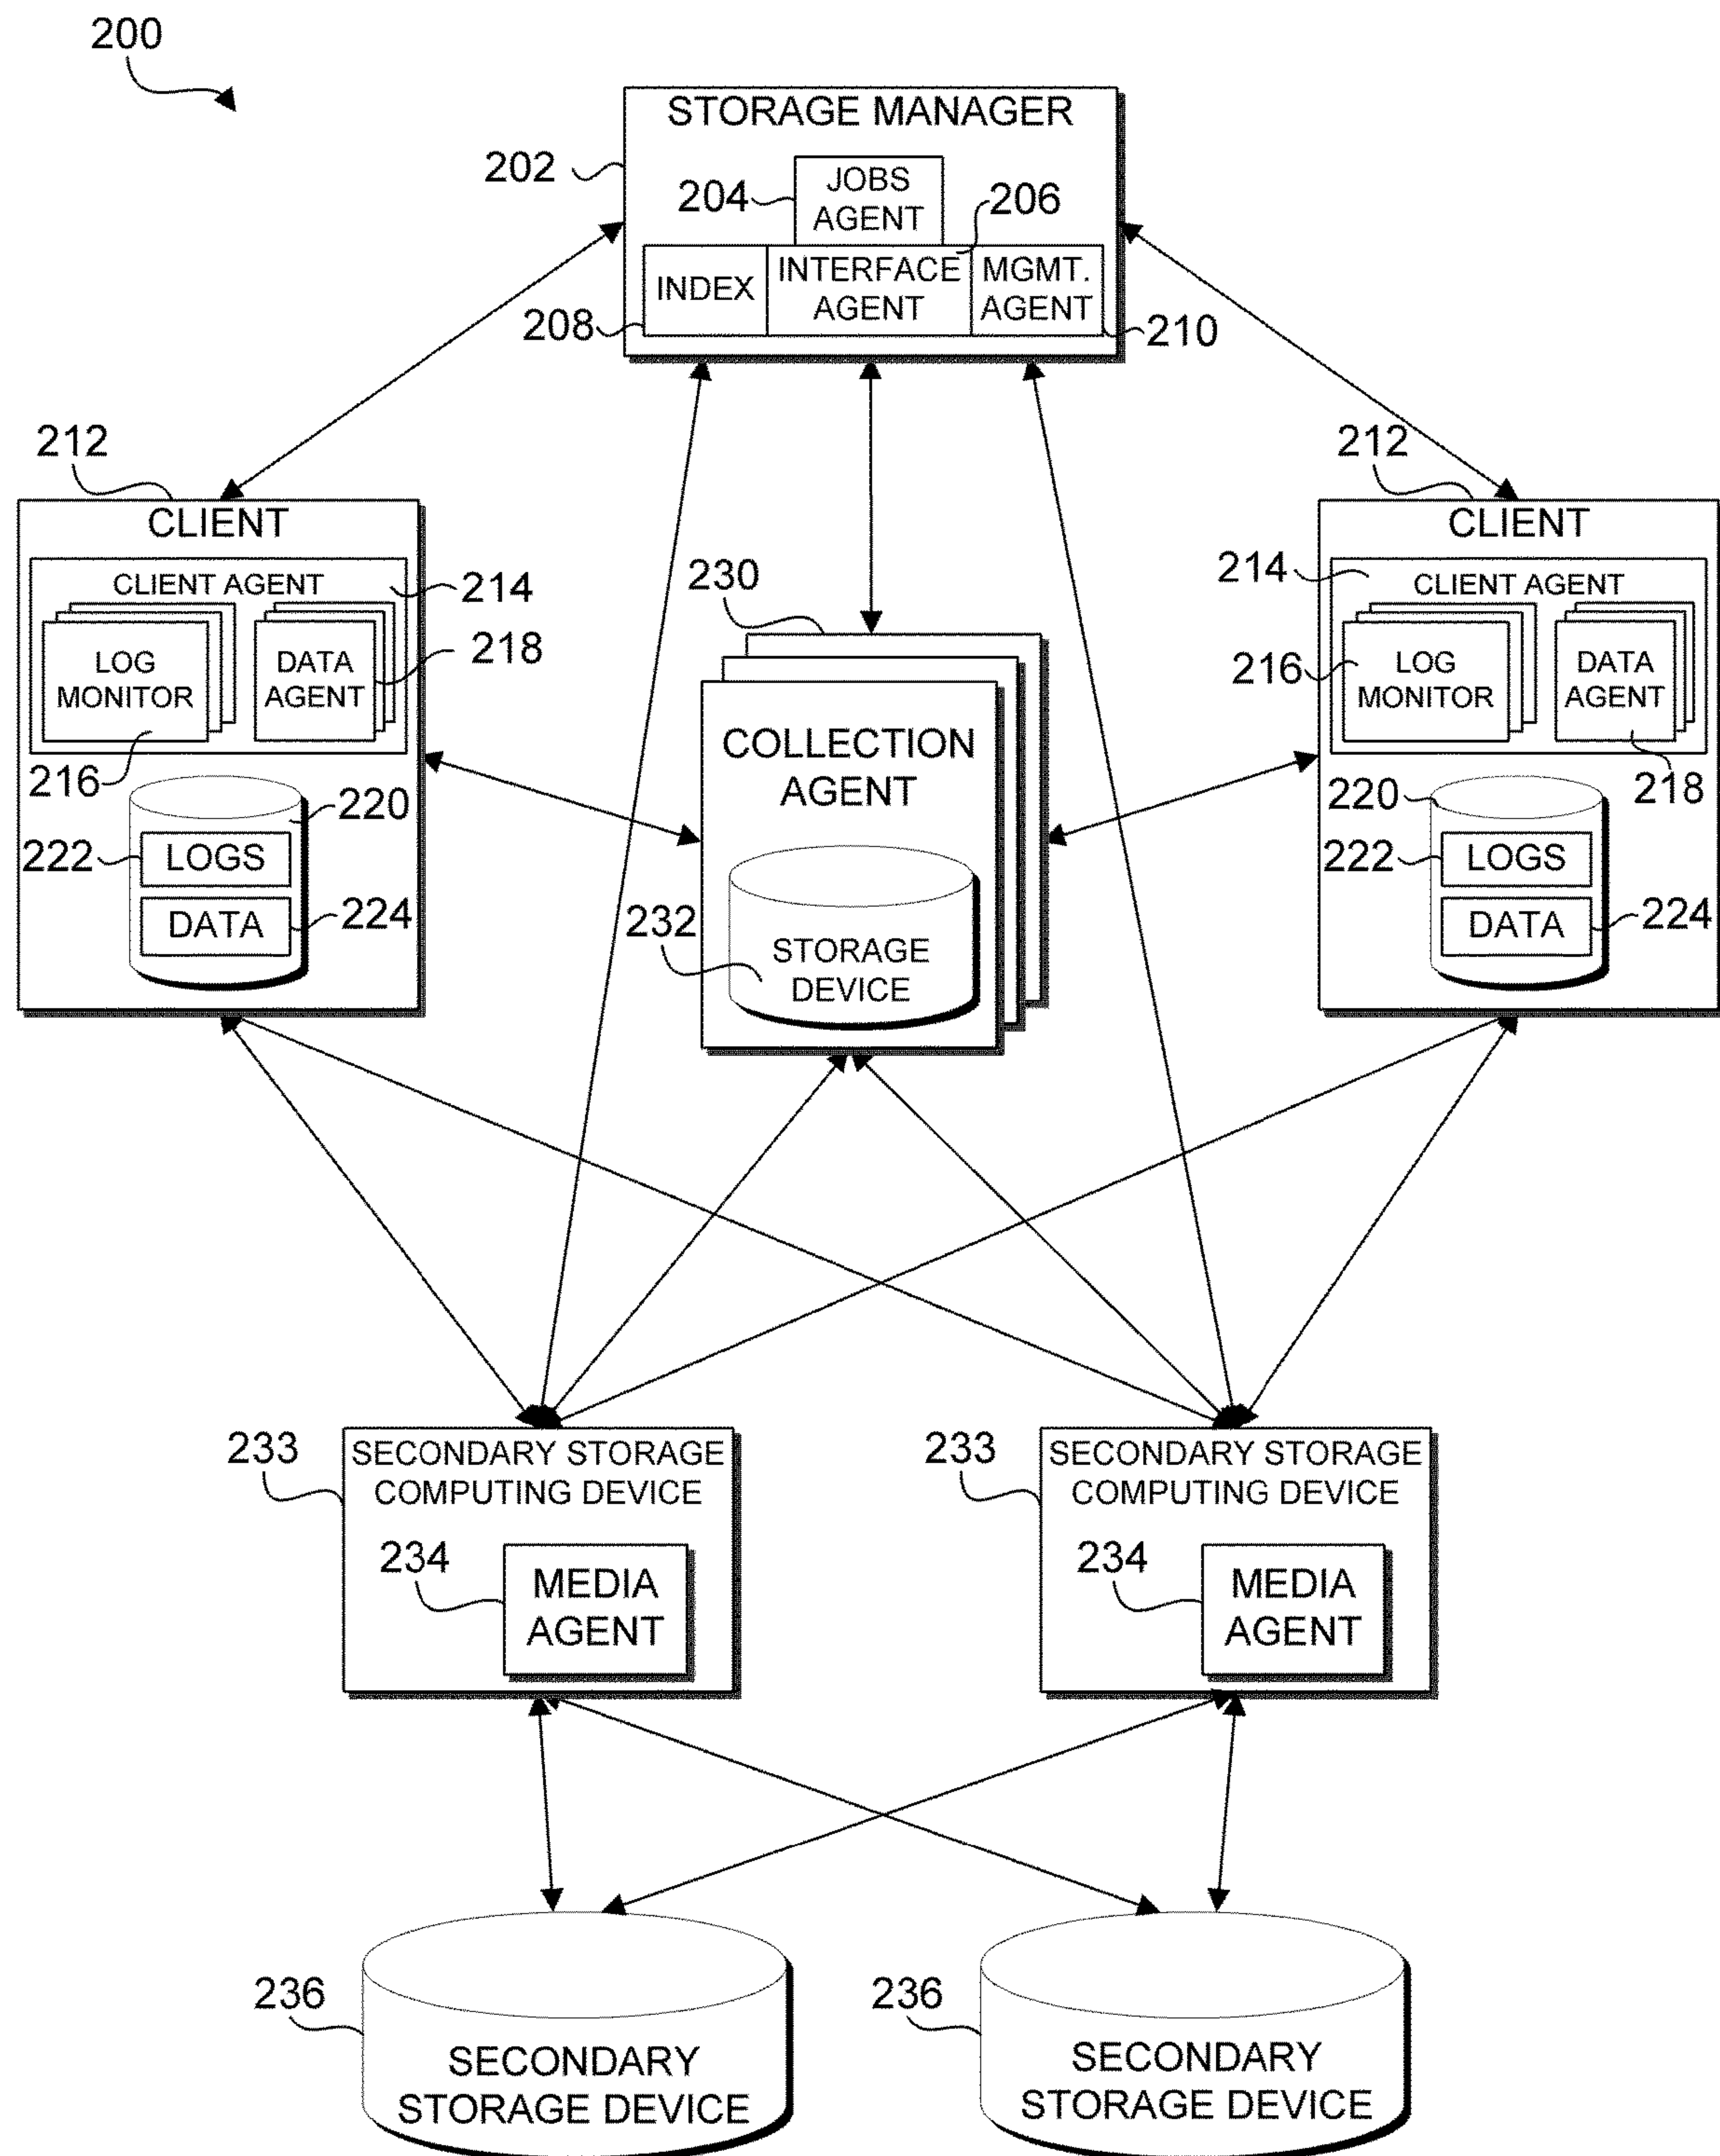 200
STORAGE MANAGER
202
204
JOBS
AGENT
206
INDEX
INTERFACE
AGENT
MGMT.
AGENT
208
210
212
CLIENT
CLIENT AGENT
214
LOG
MONITOR
DATA
AGENT
218
216
220
222
LOGS
DATA
224
230
COLLECTION
AGENT
232
STORAGE
DEVICE
212
CLIENT
214
CLIENT AGENT
216
LOG
MONITOR
DATA
AGENT
220
218
222
LOGS
DATA
224
233
SECONDARY STORAGE
COMPUTING DEVICE
234
MEDIA
AGENT
233
SECONDARY STORAGE
COMPUTING DEVICE
234
MEDIA
AGENT
236
SECONDARY
STORAGE DEVICE
236
SECONDARY
STORAGE DEVICE